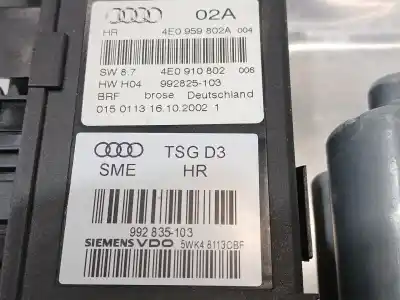 02A
HR 4E0 959 802A 004
SW 8.7 4E0 910 802 006
HW H04 992825-103
BRF brose Deutschland
015 0113 16.10.2002 1
TSG D3
SME HR
992 835-103
SIEMENS VDO 5WK4 8113CBF